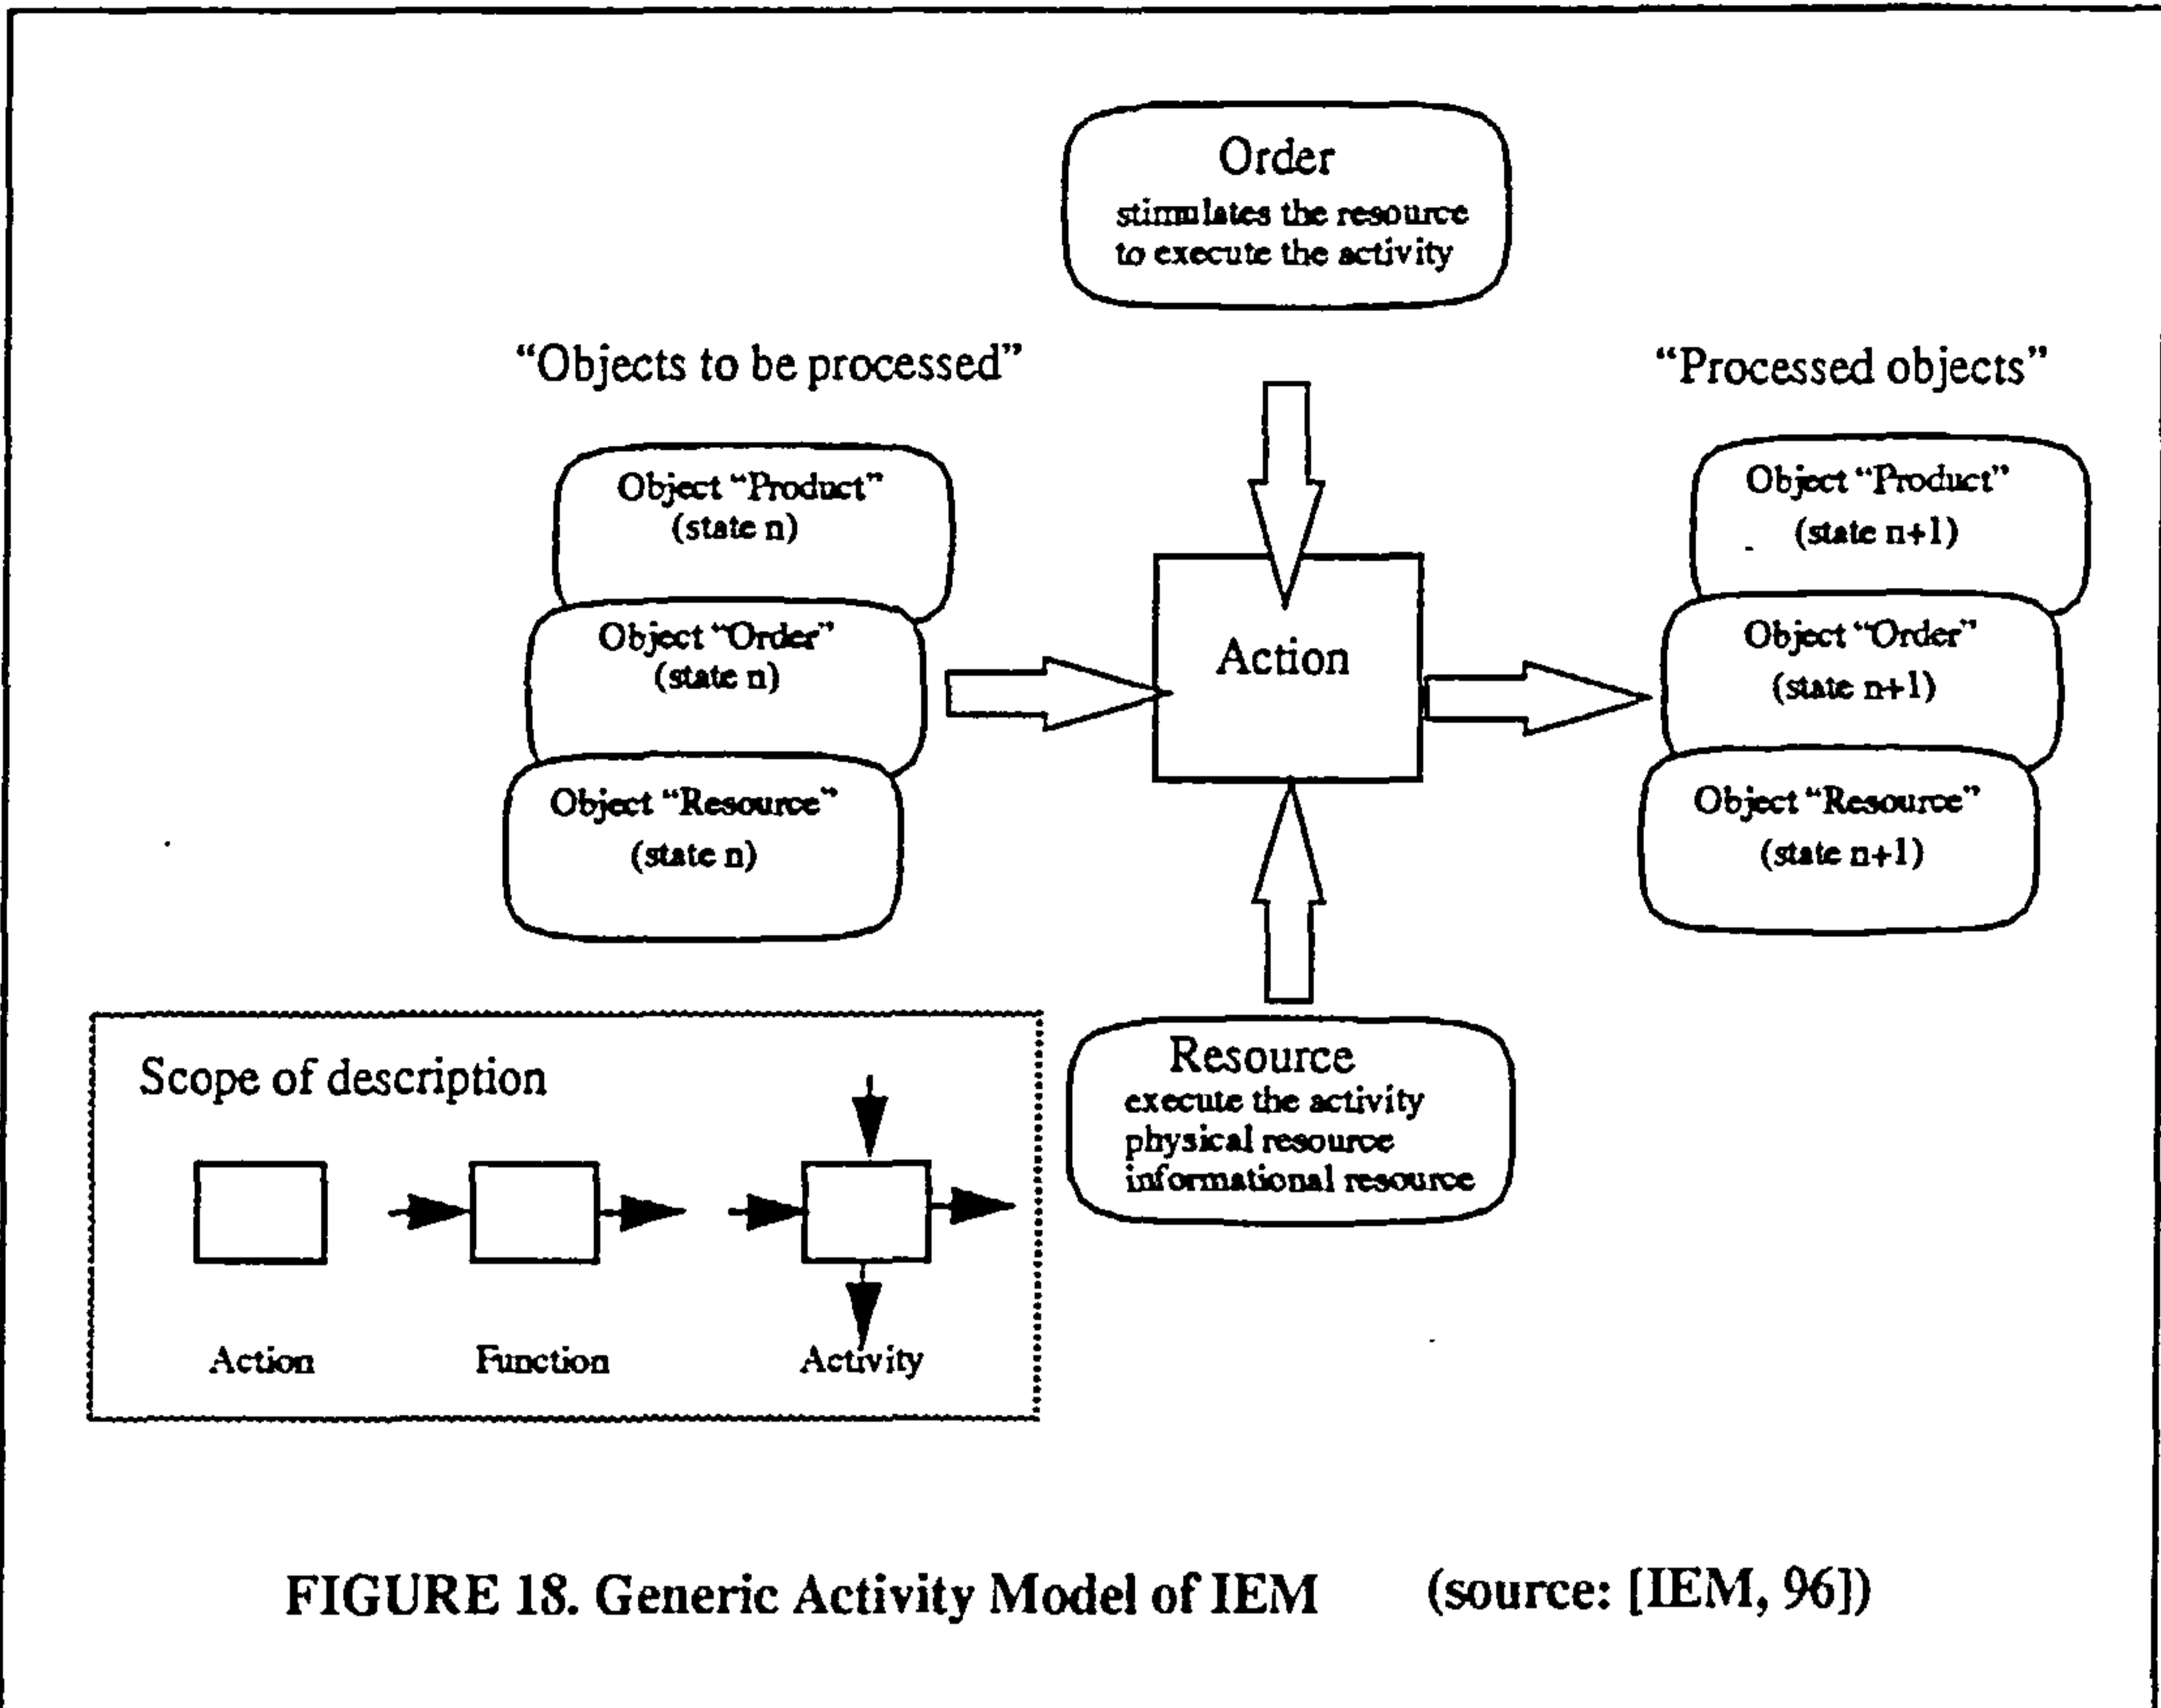 Order
stimulates the resource
to execute the activity
“Objects to be processed”
“Processed objects”
Object “Product”
(state n)
Object “Order”
(state n)
Object “Resource”
(state n)
Action
Object “Product”
(state n+1)
Object “Order”
(state n+1)
Object “Resource”
(state n+1)
Resource
execute the activity
physical resource
informational resource
Scope of description
Action
Function
Activity
FIGURE 18. Generic Activity Model of IEM (source: [IEM, 96])